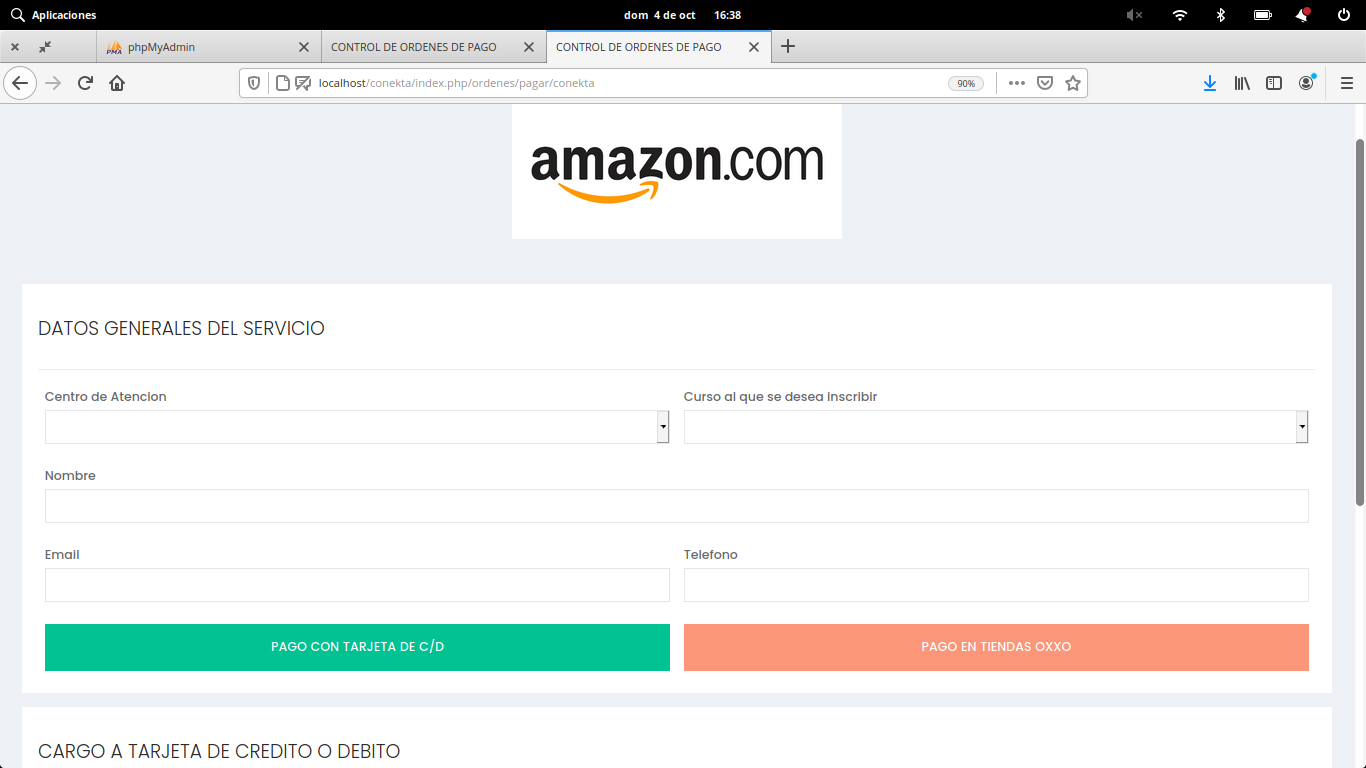 Aplicaciones
dom 4 de oct 16:38
phpMyAdmin
CONTROL DE ORDENES DE PAGO
CONTROL DE ORDENES DE PAGO
localhost/conekta/index.php/ordenes/pagar/conekta
90%
amazon.com
DATOS GENERALES DEL SERVICIO
Centro de Atencion
Curso al que se desea inscribir
Nombre
Email
Telefono
PAGO CON TARJETA DE C/D
PAGO EN TIENDAS OXXO
CARGO A TARJETA DE CREDITO O DEBITO